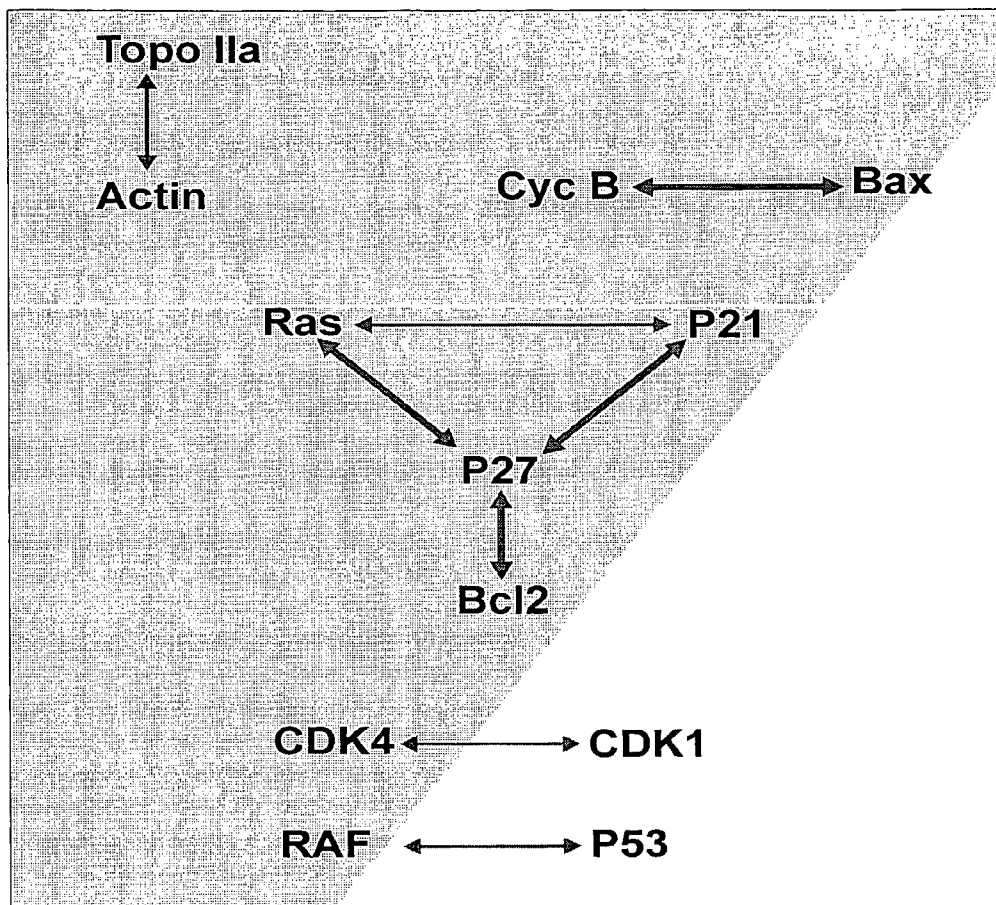 Topo IIa
Actin
Cyc B
Bax
Ras
P21
P27
Bcl2
CDK4
CDK1
RAF
P53